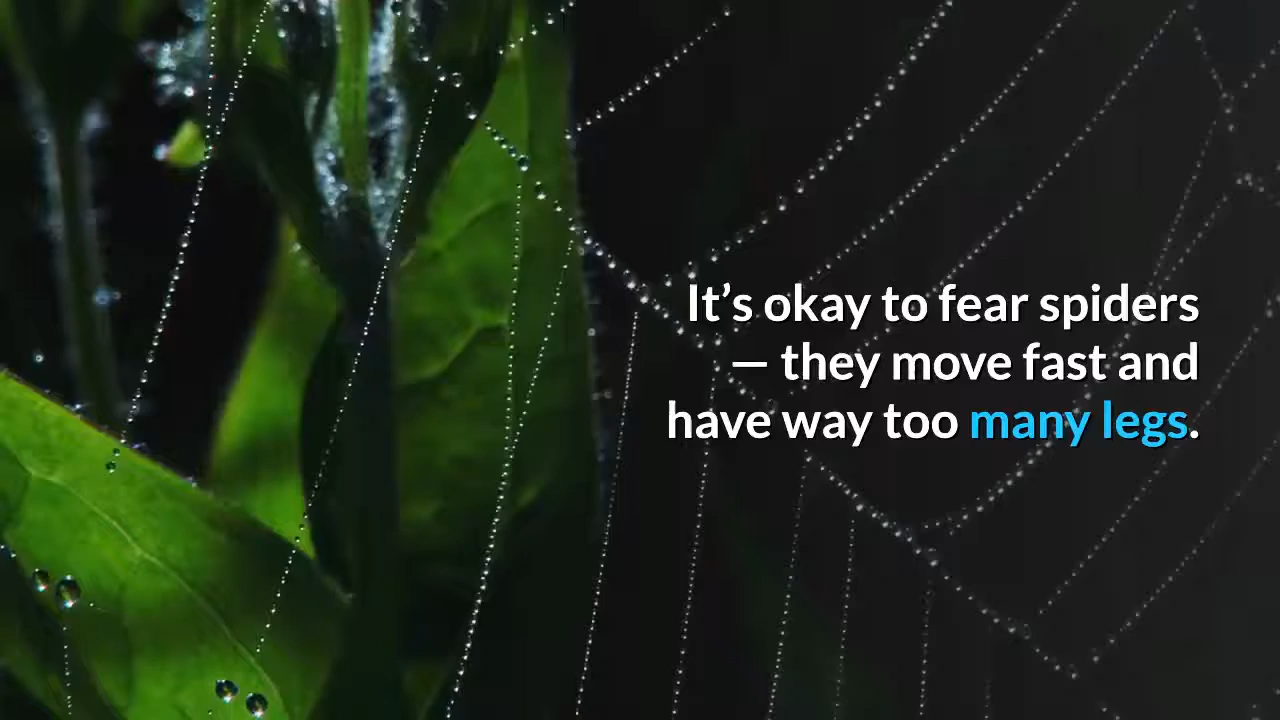 It’s okay to fear spiders
— they move fast and
have way too many legs.